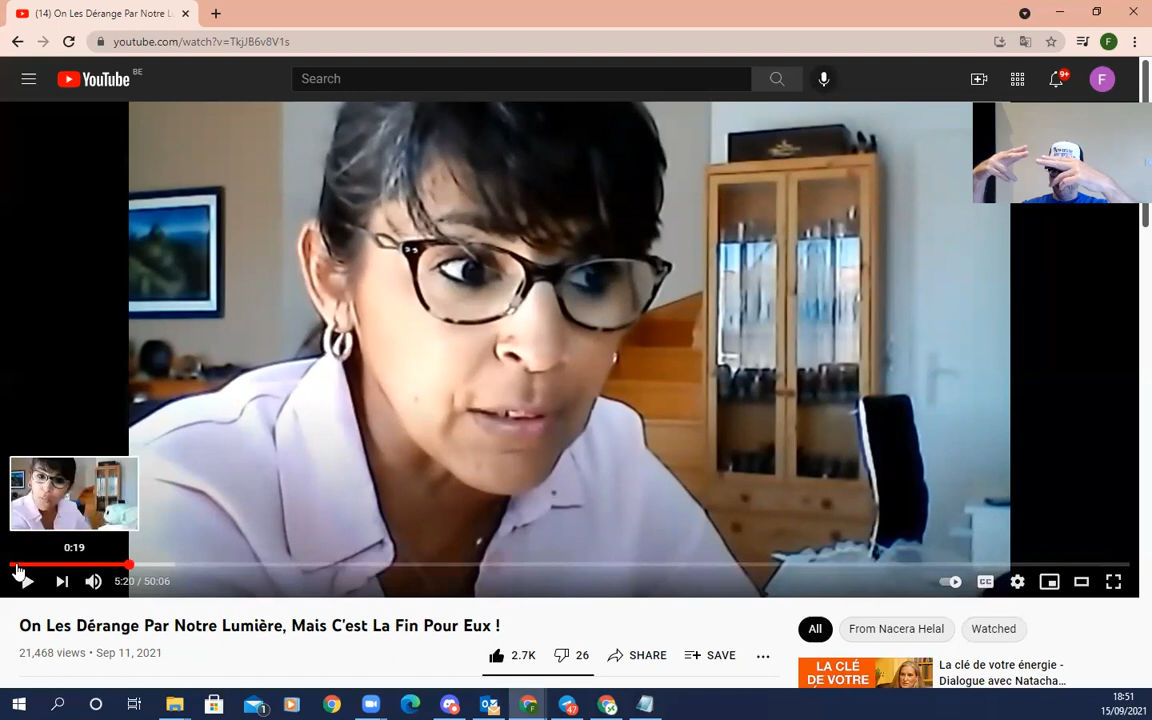 (14) On Les Dérange Par Notre L
youtube.com/watch?v=TkjJB6v8V1s
F
YouTube BE
Search
9+
F
0:19
5:20 / 50:06
CC
On Les Dérange Par Notre Lumière, Mais C'est La Fin Pour Eux !
21,468 views • Sep 11, 2021
2.7K
26
SHARE
SAVE
All
From Nacera Helal
Watched
LA CLÉ
DE VOTRE
La clé de votre énergie -
Dialogue avec Natacha...
1
47
18:51
15/09/2021